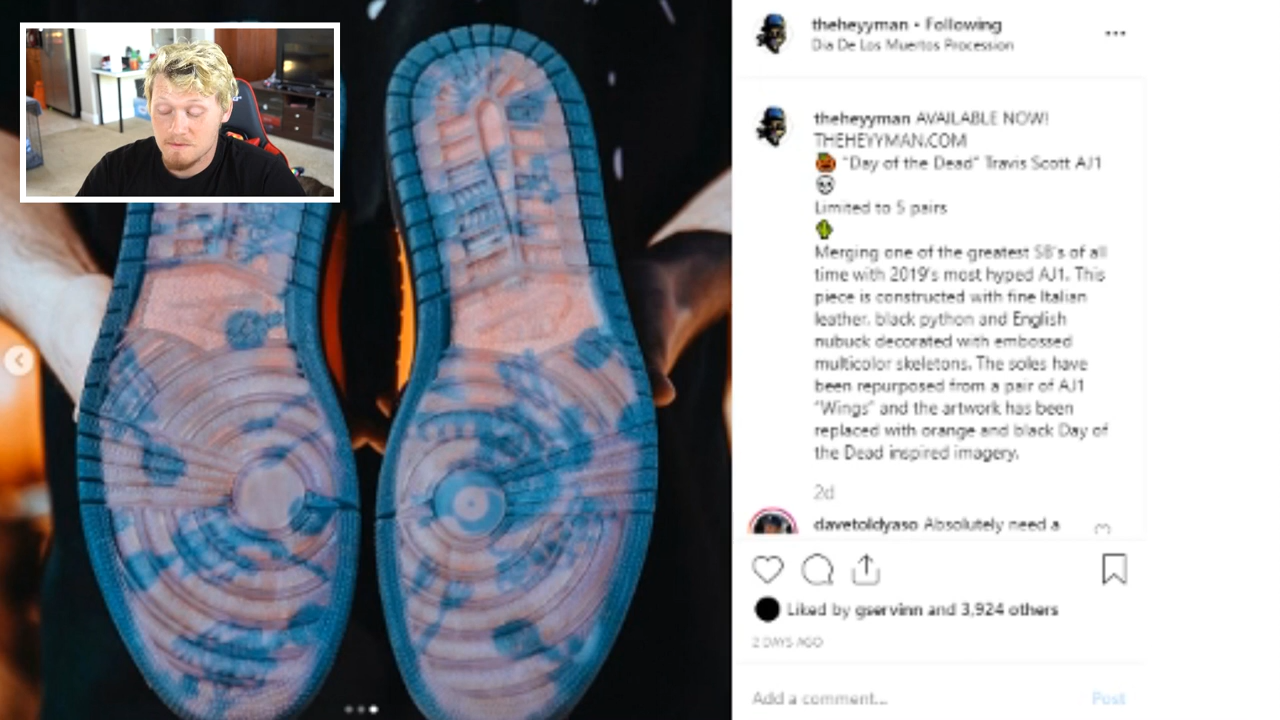 theheyyman • Following
Dia De Los Muertos Procession
theheyyman AVAILABLE NOW!
THEHEYYMAN.COM
🎃 "Day of the Dead" Travis Scott AJ1
💀
Limited to 5 pairs
🌵
Merging one of the greatest SB's of all
time with 2019's most hyped AJ1. This
piece is constructed with fine Italian
leather, black python and English
nubuck decorated with embossed
multicolor skeletons. The soles have
been repurposed from a pair of AJ1
"Wings" and the artwork has been
replaced with orange and black Day of
the Dead inspired imagery.
2d
davetoldyaso Absolutely need a
Liked by gservinn and 3,924 others
2 DAYS AGO
Add a comment...
Post